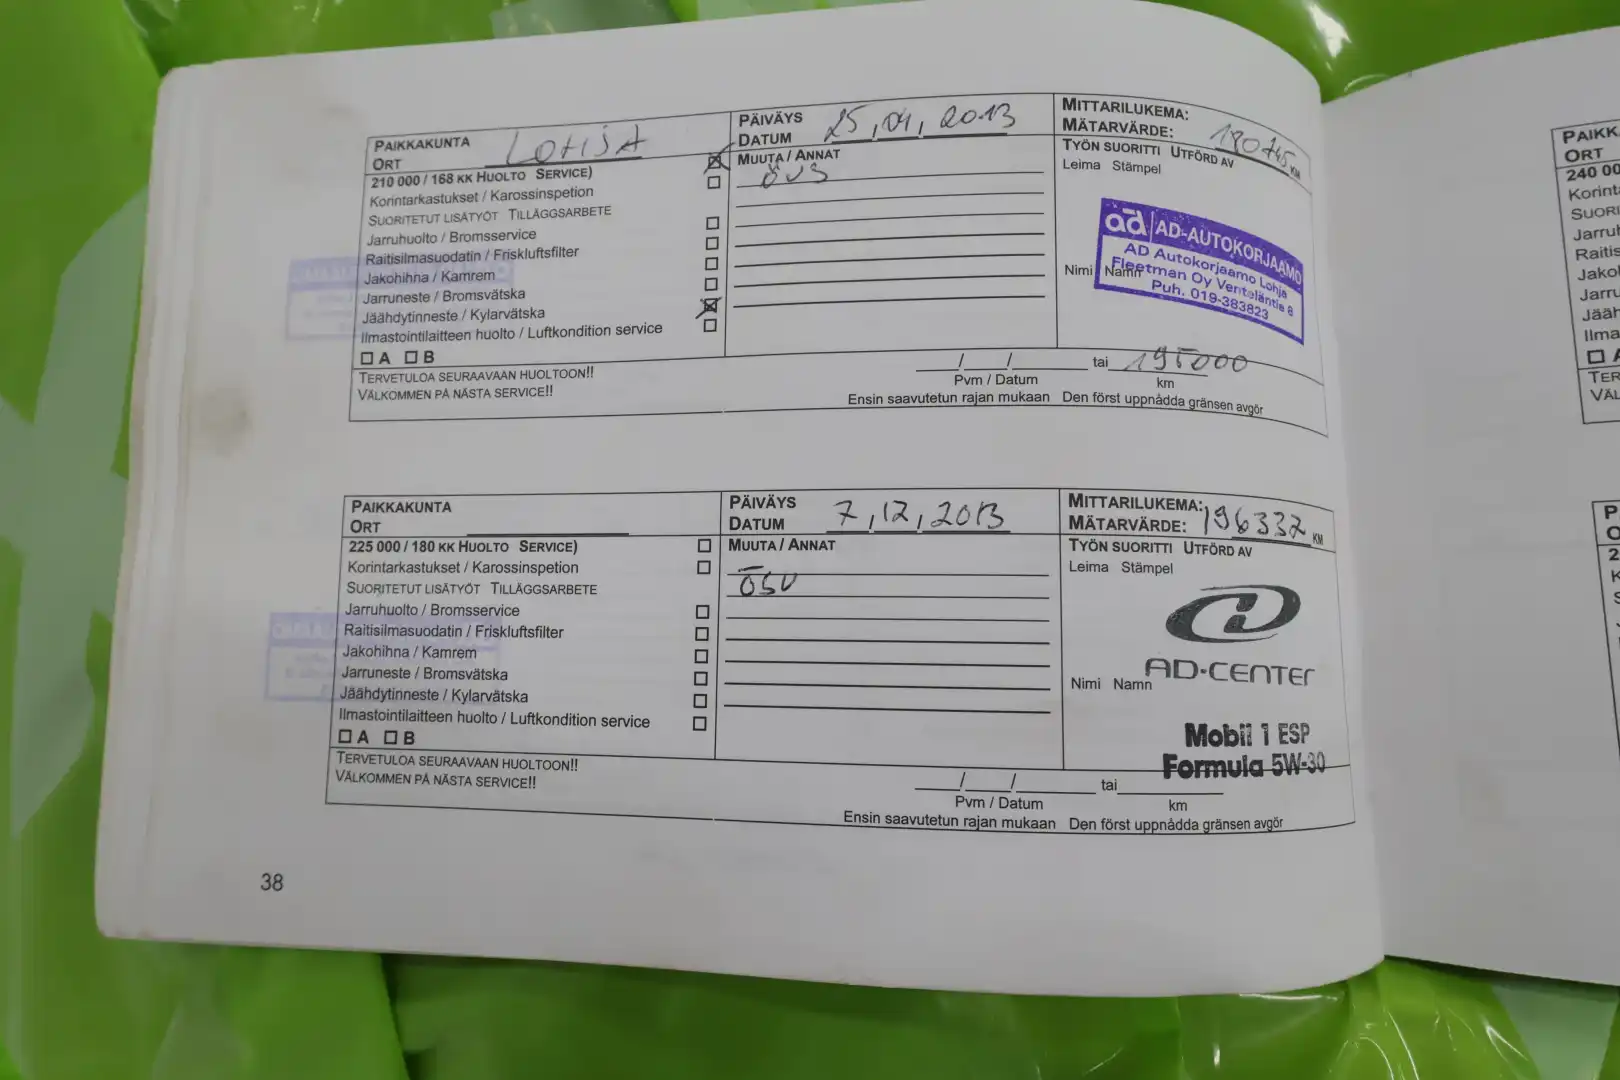 PAIKKAKUNTA
ORT LOHJA
PÄIVÄYS
DATUM 25,04,2013
MITTARILUKEMA:
MÄTARVÄRDE: 180745 KM
210 000 / 168 KK HUOLTO SERVICE)
Korintarkastukset / Karossinspetion
SUORITETUT LISÄTYÖT TILLÄGGSARBETE
Jarruhuolto / Bromsservice
Raitisilmasuodatin / Friskluftsfilter
Jakohihna / Kamrem
Jarruneste / Bromsvätska
Jäähdytinneste / Kylarvätska
Ilmastointilaitteen huolto / Luftkondition service
A B
MUUTA / ANNAT
ÖVS
TYÖN SUORITTI UTFÖRD AV
Leima Stämpel
ad AD-AUTOKORJAAMO
AD Autokorjaamo Lohja
Fleetman Oy Venteläntie 8
Puh. 019-383823
Nimi Namn
TERVETULOA SEURAAVAAN HUOLTOON!!
VÄLKOMMEN PÅ NÄSTA SERVICE!!
/ / tai 195000
Pvm / Datum km
Ensin saavutetun rajan mukaan Den först uppnådda gränsen avgör
PAIKKAKUNTA
ORT
PÄIVÄYS
DATUM 7,12,2013
MITTARILUKEMA:
MÄTARVÄRDE: 196337 KM
225 000 / 180 KK HUOLTO SERVICE)
Korintarkastukset / Karossinspetion
SUORITETUT LISÄTYÖT TILLÄGGSARBETE
Jarruhuolto / Bromsservice
Raitisilmasuodatin / Friskluftsfilter
Jakohihna / Kamrem
Jarruneste / Bromsvätska
Jäähdytinneste / Kylarvätska
Ilmastointilaitteen huolto / Luftkondition service
A B
MUUTA / ANNAT
ÖSV
TYÖN SUORITTI UTFÖRD AV
Leima Stämpel
AD-CENTER
Nimi Namn
Mobil 1 ESP
Formula 5W-30
TERVETULOA SEURAAVAAN HUOLTOON!!
VÄLKOMMEN PÅ NÄSTA SERVICE!!
/ / tai
Pvm / Datum km
Ensin saavutetun rajan mukaan Den först uppnådda gränsen avgör
38
ORT